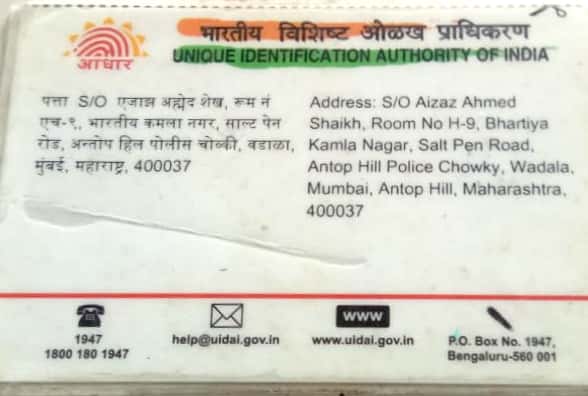 भारतीय विशिष्ट ओळख प्राधिकरण
UNIQUE IDENTIFICATION AUTHORITY OF INDIA
आधार
पत्ता S/O एजाझ अह्मेद शेख, रूम नं
एच-९, भारतीय कमला नगर, साल्ट पेन
रोड, अन्तोप हिल पोलीस चोव्की, वडाळा,
मुंबई, महाराष्ट्र, 400037
Address: S/O Aizaz Ahmed
Shaikh, Room No H-9, Bhartiya
Kamla Nagar, Salt Pen Road,
Antop Hill Police Chowky, Wadala,
Mumbai, Antop Hill, Maharashtra,
400037
1947
1800 180 1947
help@uidai.gov.in
www
www.uidai.gov.in
P.O. Box No. 1947,
Bengaluru-560 001